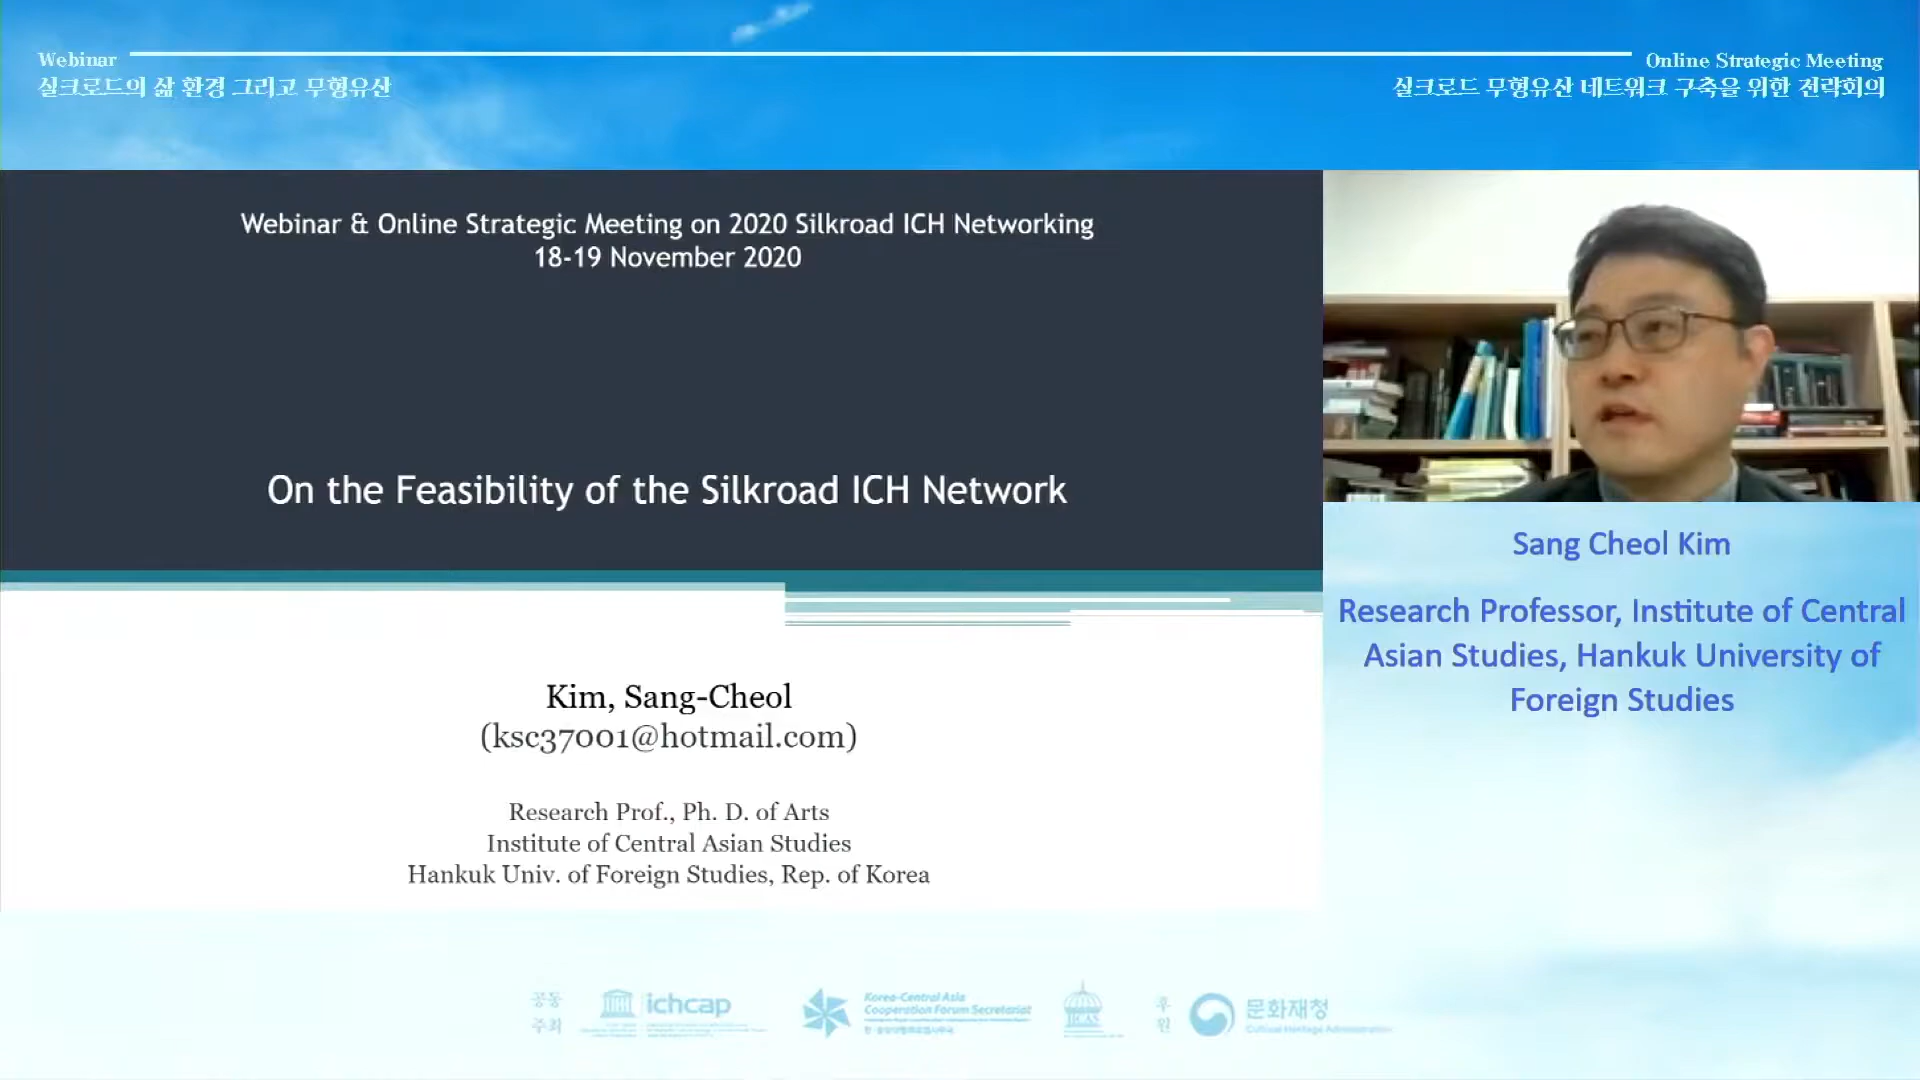 Webinar
실크로드의 삶 환경 그리고 무형유산
Online Strategic Meeting
실크로드 무형유산 네트워크 구축을 위한 전략회의
Webinar & Online Strategic Meeting on 2020 Silkroad ICH Networking
18-19 November 2020
On the Feasibility of the Silkroad ICH Network
Kim, Sang-Cheol
(ksc37001@hotmail.com)
Research Prof., Ph. D. of Arts
Institute of Central Asian Studies
Hankuk Univ. of Foreign Studies, Rep. of Korea
Sang Cheol Kim
Research Professor, Institute of Central
Asian Studies, Hankuk University of
Foreign Studies
공동
주최
ichcap
Korea-Central Asia
Cooperation Forum Secretariat
IICAS
후
원
문화재청
Cultural Heritage Administration